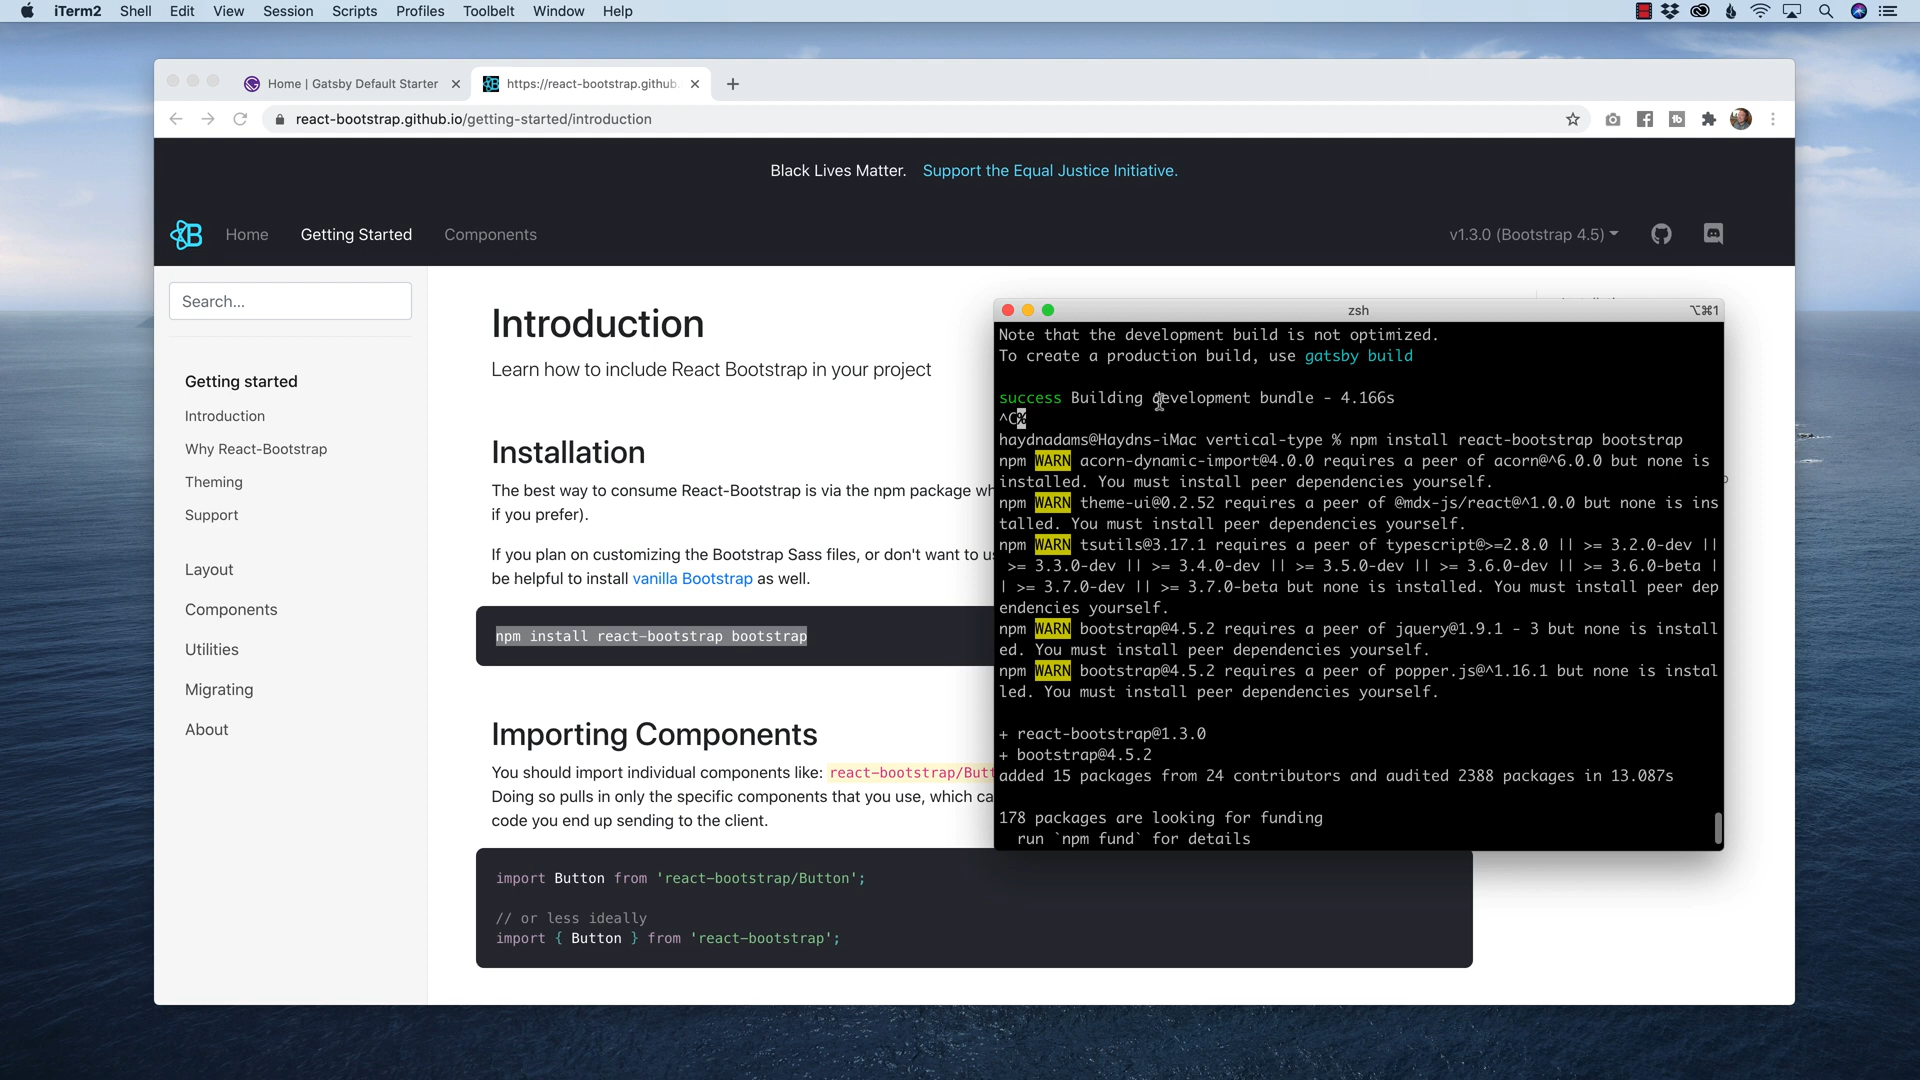 iTerm2 Shell Edit View Session Scripts Profiles Toolbelt Window Help
Home | Gatsby Default Starter
https://react-bootstrap.github.
react-bootstrap.github.io/getting-started/introduction
Black Lives Matter. Support the Equal Justice Initiative.
Home Getting Started Components v1.3.0 (Bootstrap 4.5)
Search...
Getting started
Introduction
Why React-Bootstrap
Theming
Support
Layout
Components
Utilities
Migrating
About
Introduction
Learn how to include React Bootstrap in your project
Installation
The best way to consume React-Bootstrap is via the npm package wh
if you prefer).
If you plan on customizing the Bootstrap Sass files, or don't want to us
be helpful to install vanilla Bootstrap as well.
npm install react-bootstrap bootstrap
Importing Components
You should import individual components like: react-bootstrap/Butt
Doing so pulls in only the specific components that you use, which ca
code you end up sending to the client.
import Button from 'react-bootstrap/Button';
// or less ideally
import { Button } from 'react-bootstrap';
zsh
⌥⌘1
Note that the development build is not optimized.
To create a production build, use gatsby build
success Building development bundle - 4.166s
^C%
haydnadams@Haydns-iMac vertical-type % npm install react-bootstrap bootstrap
npm WARN acorn-dynamic-import@4.0.0 requires a peer of acorn@^6.0.0 but none is
installed. You must install peer dependencies yourself.
npm WARN theme-ui@0.2.52 requires a peer of @mdx-js/react@^1.0.0 but none is ins
talled. You must install peer dependencies yourself.
npm WARN tsutils@3.17.1 requires a peer of typescript@>=2.8.0 || >= 3.2.0-dev ||
>= 3.3.0-dev || >= 3.4.0-dev || >= 3.5.0-dev || >= 3.6.0-dev || >= 3.6.0-beta |
| >= 3.7.0-dev || >= 3.7.0-beta but none is installed. You must install peer dep
endencies yourself.
npm WARN bootstrap@4.5.2 requires a peer of jquery@1.9.1 - 3 but none is install
ed. You must install peer dependencies yourself.
npm WARN bootstrap@4.5.2 requires a peer of popper.js@^1.16.1 but none is instal
led. You must install peer dependencies yourself.
+ react-bootstrap@1.3.0
+ bootstrap@4.5.2
added 15 packages from 24 contributors and audited 2388 packages in 13.087s
178 packages are looking for funding
run `npm fund` for details